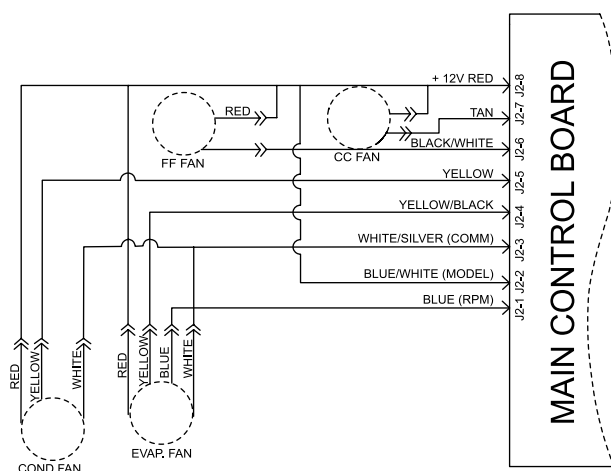 + 12V RED
J2-8
RED
TAN
J2-7
BLACK/WHITE
J2-6
FF FAN
CC FAN
YELLOW
J2-5
YELLOW/BLACK
J2-4
WHITE/SILVER (COMM)
J2-3
BLUE/WHITE (MODEL)
J2-2
BLUE (RPM)
J2-1
MAIN CONTROL BOARD
RED
YELLOW
WHITE
RED
YELLOW
BLUE
WHITE
EVAP. FAN
COND FAN